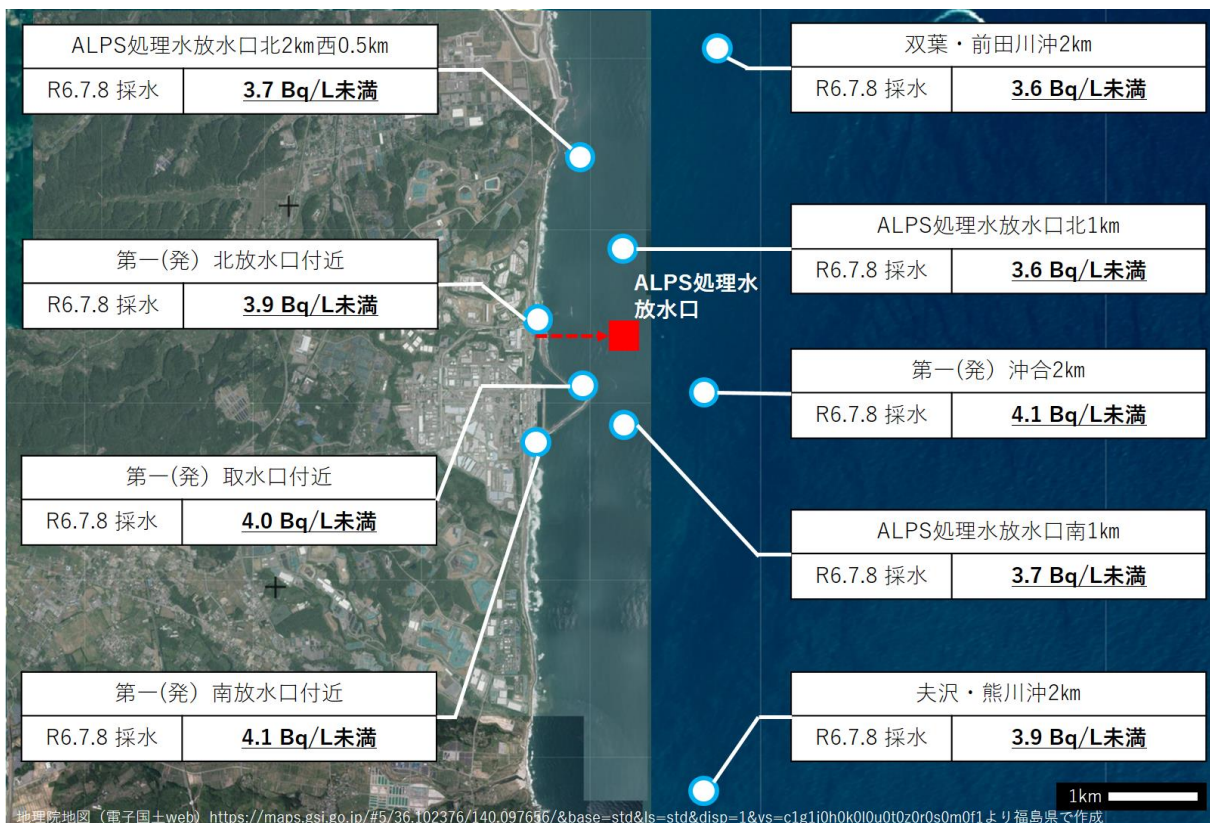 ALPS処理水放水口北2km西0.5km
R6.7.8 採水 3.7 Bq/L未満
双葉・前田川沖2km
R6.7.8 採水 3.6 Bq/L未満
ALPS処理水放水口北1km
R6.7.8 採水 3.6 Bq/L未満
第一(発) 北放水口付近
R6.7.8 採水 3.9 Bq/L未満
ALPS処理水
放水口
第一(発) 沖合2km
R6.7.8 採水 4.1 Bq/L未満
第一(発) 取水口付近
R6.7.8 採水 4.0 Bq/L未満
ALPS処理水放水口南1km
R6.7.8 採水 3.7 Bq/L未満
第一(発) 南放水口付近
R6.7.8 採水 4.1 Bq/L未満
夫沢・熊川沖2km
R6.7.8 採水 3.9 Bq/L未満
1km
地理院地図（電子国土web）https://maps.gsi.go.jp/#5/36.102376/140.097656/&base=std&ls=std&disp=1&vs=c1g1j0h0k0l0u0t0z0r0s0m0f1より福島県で作成